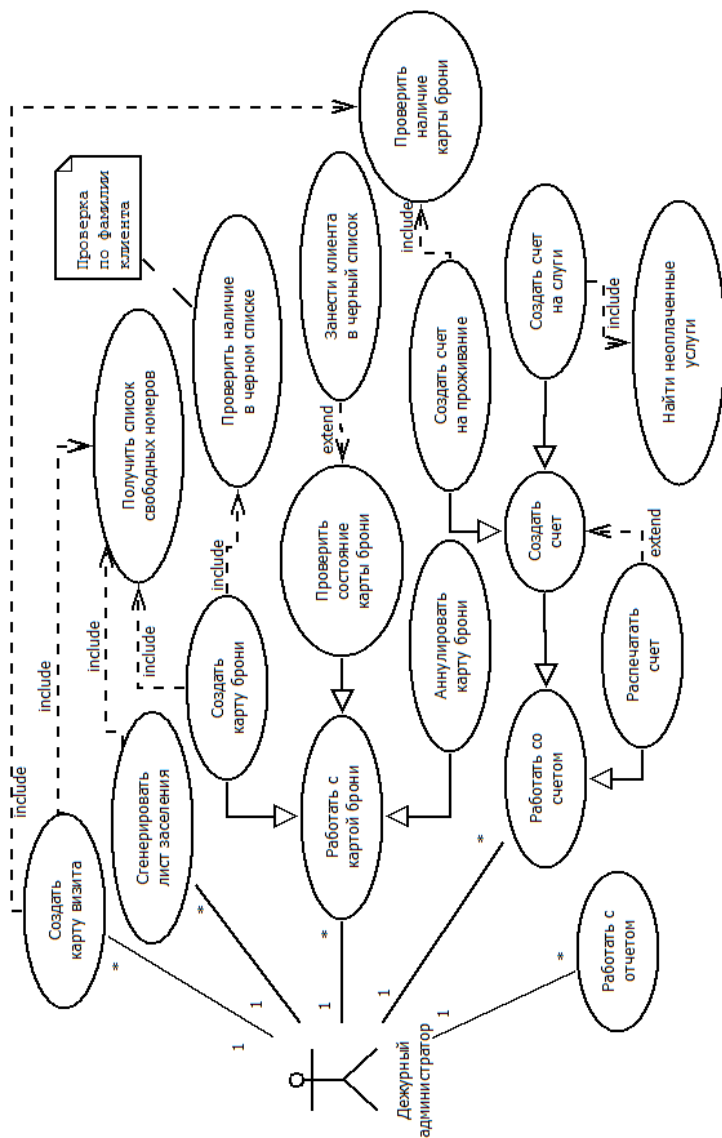 include
Создать
карту визита
include
Проверка
по фамилии
клиента
Получить список
свободных номеров
include
Сгенерировать
лист заселения
include
Создать
карту брони
include
Проверить наличие
в черном списке
Проверить
наличие
карты брони
Занести клиента
в черный список
extend
Проверить
состояние
карты брони
Работать с
картой брони
Аннулировать
карту брони
include
Создать счет
на проживание
Создать счет
на слуги
include
Найти неоплаченные
услуги
Создать
счет
extend
Распечатать
счет
Работать со
счетом
Работать с
отчетом
*
1
*
*
1
*
1
*
1
Дежурный
администратор